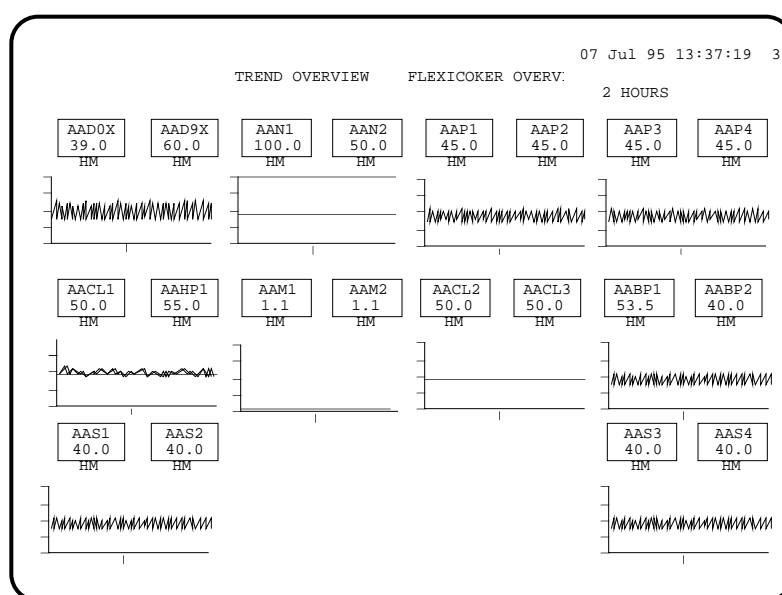 07 Jul 95 13:37:19 3
TREND OVERVIEW FLEXICOKER OVERV
2 HOURS
AAD0X AAD9X AAN1 AAN2 AAP1 AAP2 AAP3 AAP4
39.0 60.0 100.0 50.0 45.0 45.0 45.0 45.0
HM HM HM HM HM HM HM HM
AACL1 AAHP1 AAM1 AAM2 AACL2 AACL3 AABP1 AABP2
50.0 55.0 1.1 1.1 50.0 50.0 53.5 40.0
HM HM HM HM HM HM HM HM
AAS1 AAS2 AAS3 AAS4
40.0 40.0 40.0 40.0
HM HM HM HM